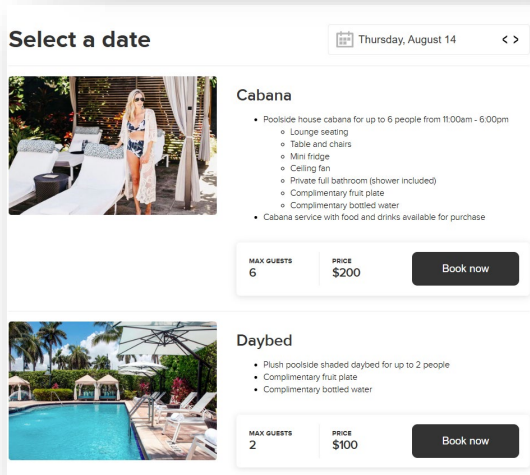 Select a date
Thursday, August 14
< >
Cabana
• Poolside house cabana for up to 6 people from 11:00am - 6:00pm
○ Lounge seating
○ Table and chairs
○ Mini fridge
○ Ceiling fan
○ Private full bathroom (shower included)
○ Complimentary fruit plate
○ Complimentary bottled water
• Cabana service with food and drinks available for purchase
MAX GUESTS
6
PRICE
$200
Book now
Daybed
• Plush poolside shaded daybed for up to 2 people
• Complimentary fruit plate
• Complimentary bottled water
MAX GUESTS
2
PRICE
$100
Book now